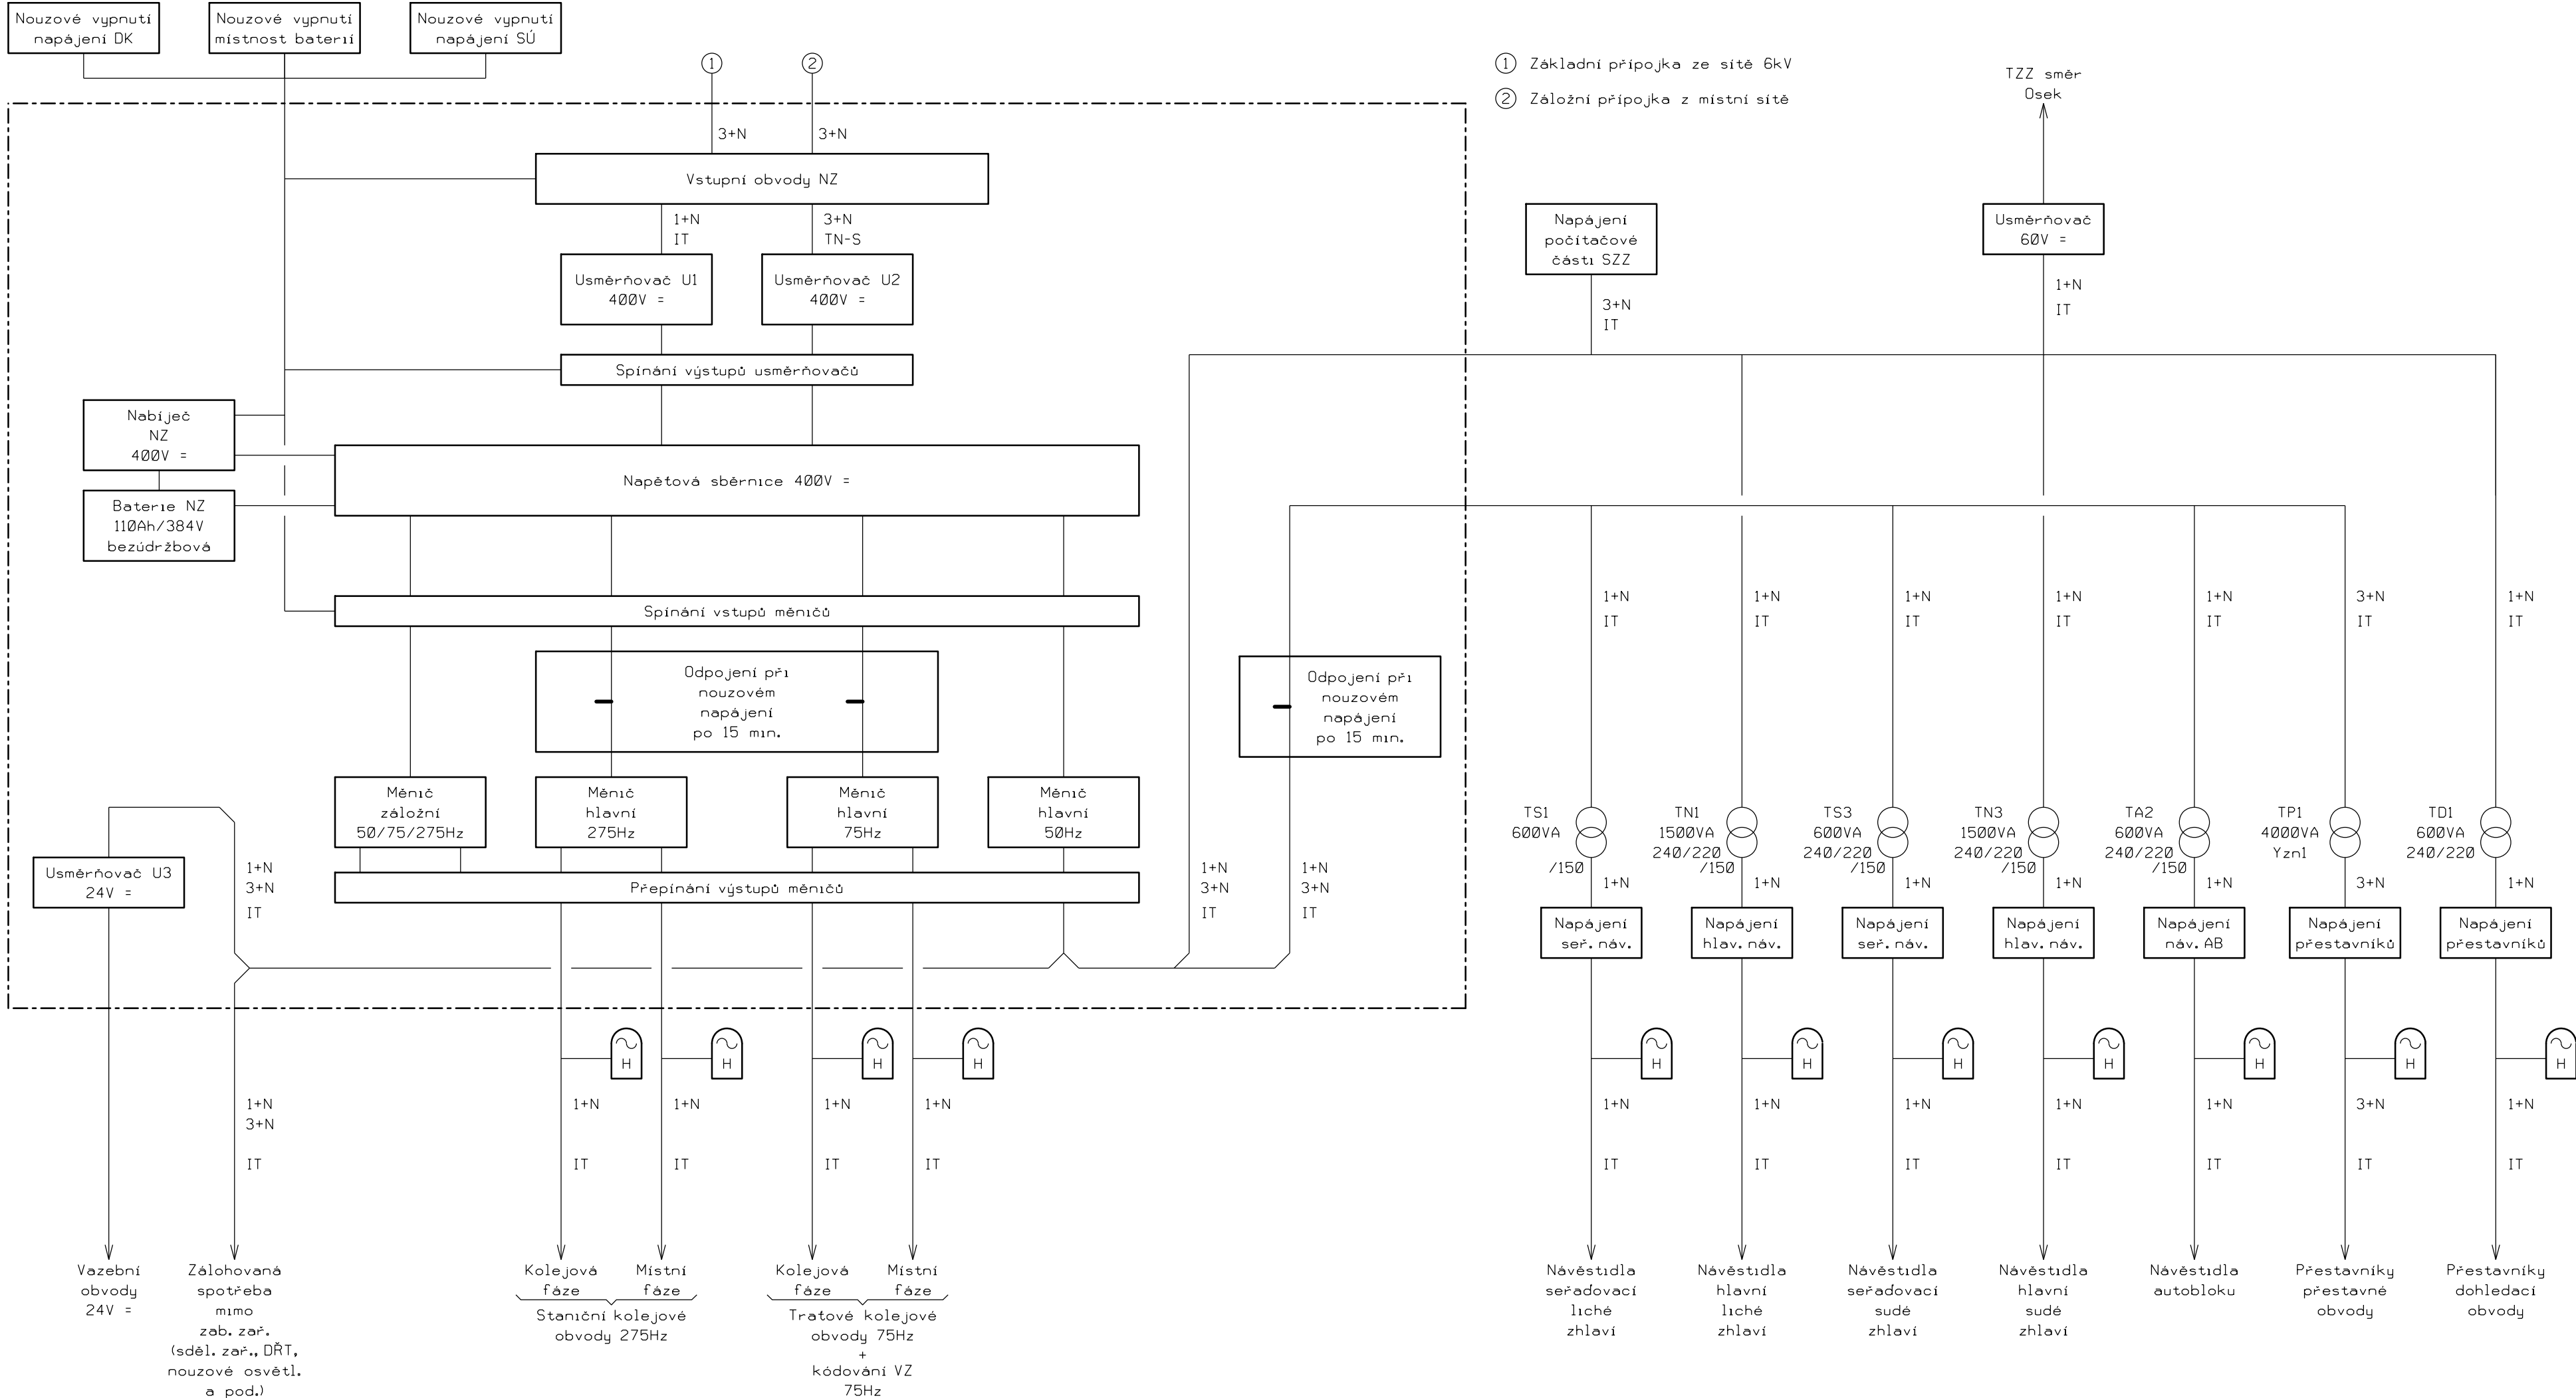 Nouzové vypnutí
napájení DK
Nouzové vypnutí
místnost baterií
Nouzové vypnutí
napájení SÚ
1
2
1 Základní přípojka ze sítě 6kV
2 Záložní přípojka z místní sítě
TZZ směr
Osek
3+N
3+N
Vstupní obvody NZ
1+N
IT
3+N
TN-S
Usměrňovač U1
400V =
Usměrňovač U2
400V =
Napájení
počítačové
části SZZ
3+N
IT
Usměrňovač
60V =
1+N
IT
Spínání výstupů usměrňovačů
Nabíječ
NZ
400V =
Napěťová sběrnice 400V =
Baterie NZ
110Ah/384V
bezúdržbová
Spínání vstupů měničů
Odpojení při
nouzovém
napájení
po 15 min.
Odpojení při
nouzovém
napájení
po 15 min.
1+N
IT
1+N
IT
1+N
IT
1+N
IT
1+N
IT
3+N
IT
1+N
IT
Měnič
záložní
50/75/275Hz
Měnič
hlavní
275Hz
Měnič
hlavní
75Hz
Měnič
hlavní
50Hz
Usměrňovač U3
24V =
1+N
3+N
IT
Přepínání výstupů měničů
1+N
3+N
IT
1+N
3+N
IT
TS1
600VA
/150
1+N
TN1
1500VA
240/220
/150
1+N
TS3
600VA
240/220
/150
1+N
TN3
1500VA
240/220
/150
1+N
TA2
600VA
240/220
/150
1+N
TP1
4000VA
Yzn1
3+N
TD1
600VA
240/220
1+N
Napájení
seř. náv.
Napájení
hlav. náv.
Napájení
seř. náv.
Napájení
hlav. náv.
Napájení
náv. AB
Napájení
přestavníků
Napájení
přestavníků
H
H
H
H
H
H
H
H
H
H
H
1+N
3+N
IT
1+N
IT
1+N
IT
1+N
IT
1+N
IT
1+N
IT
1+N
IT
1+N
IT
1+N
IT
1+N
IT
3+N
IT
1+N
IT
Vazební
obvody
24V =
Zálohovaná
spotřeba
mimo
zab. zař.
(sděl. zař., DŘT,
nouzové osvětl.
a pod.)
Kolejová
fáze
Místní
fáze
Staniční kolejové
obvody 275Hz
Kolejová
fáze
Místní
fáze
Traťové kolejové
obvody 75Hz
+
kódování VZ
75Hz
Návěstidla
seřaďovací
liché
zhlaví
Návěstidla
hlavní
liché
zhlaví
Návěstidla
seřaďovací
sudé
zhlaví
Návěstidla
hlavní
sudé
zhlaví
Návěstidla
autobloku
Přestavníky
přestavné
obvody
Přestavníky
dohledací
obvody